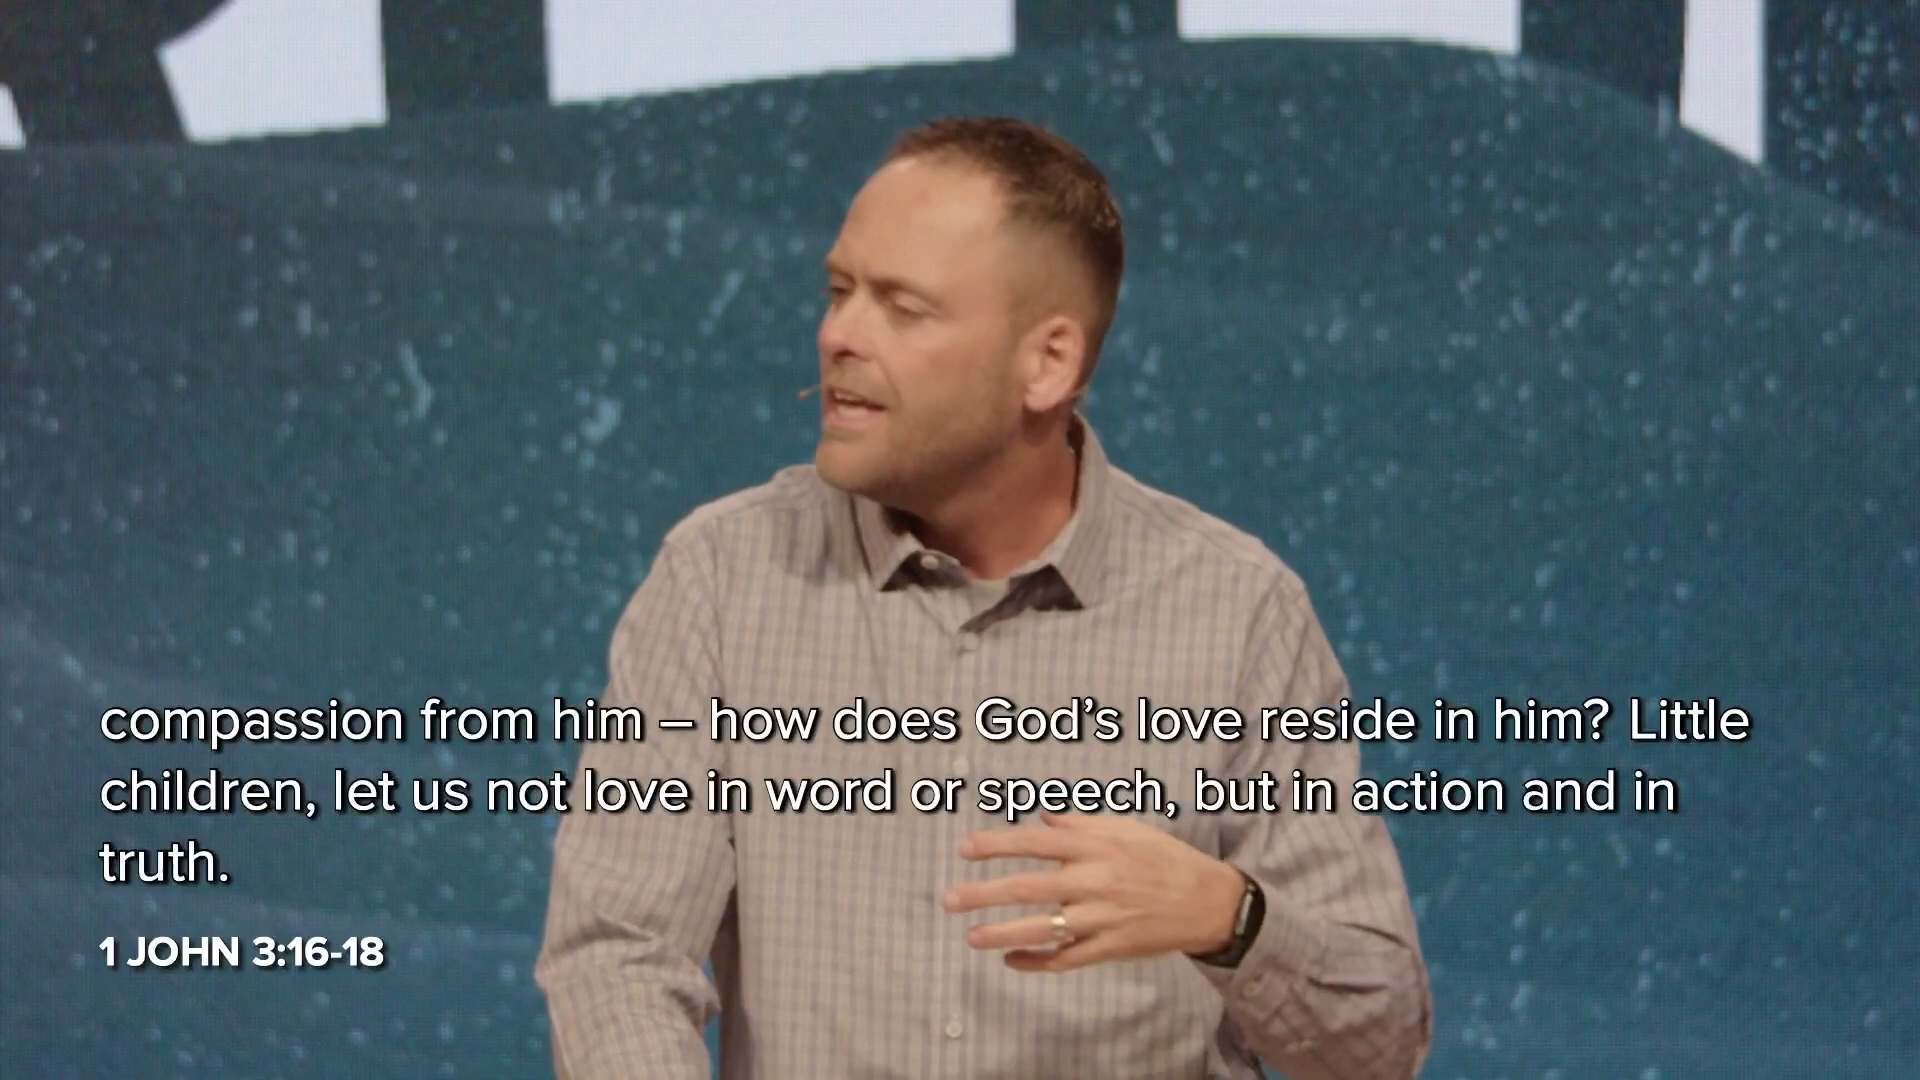 compassion from him – how does God’s love reside in him? Little
children, let us not love in word or speech, but in action and in
truth.
1 JOHN 3:16-18